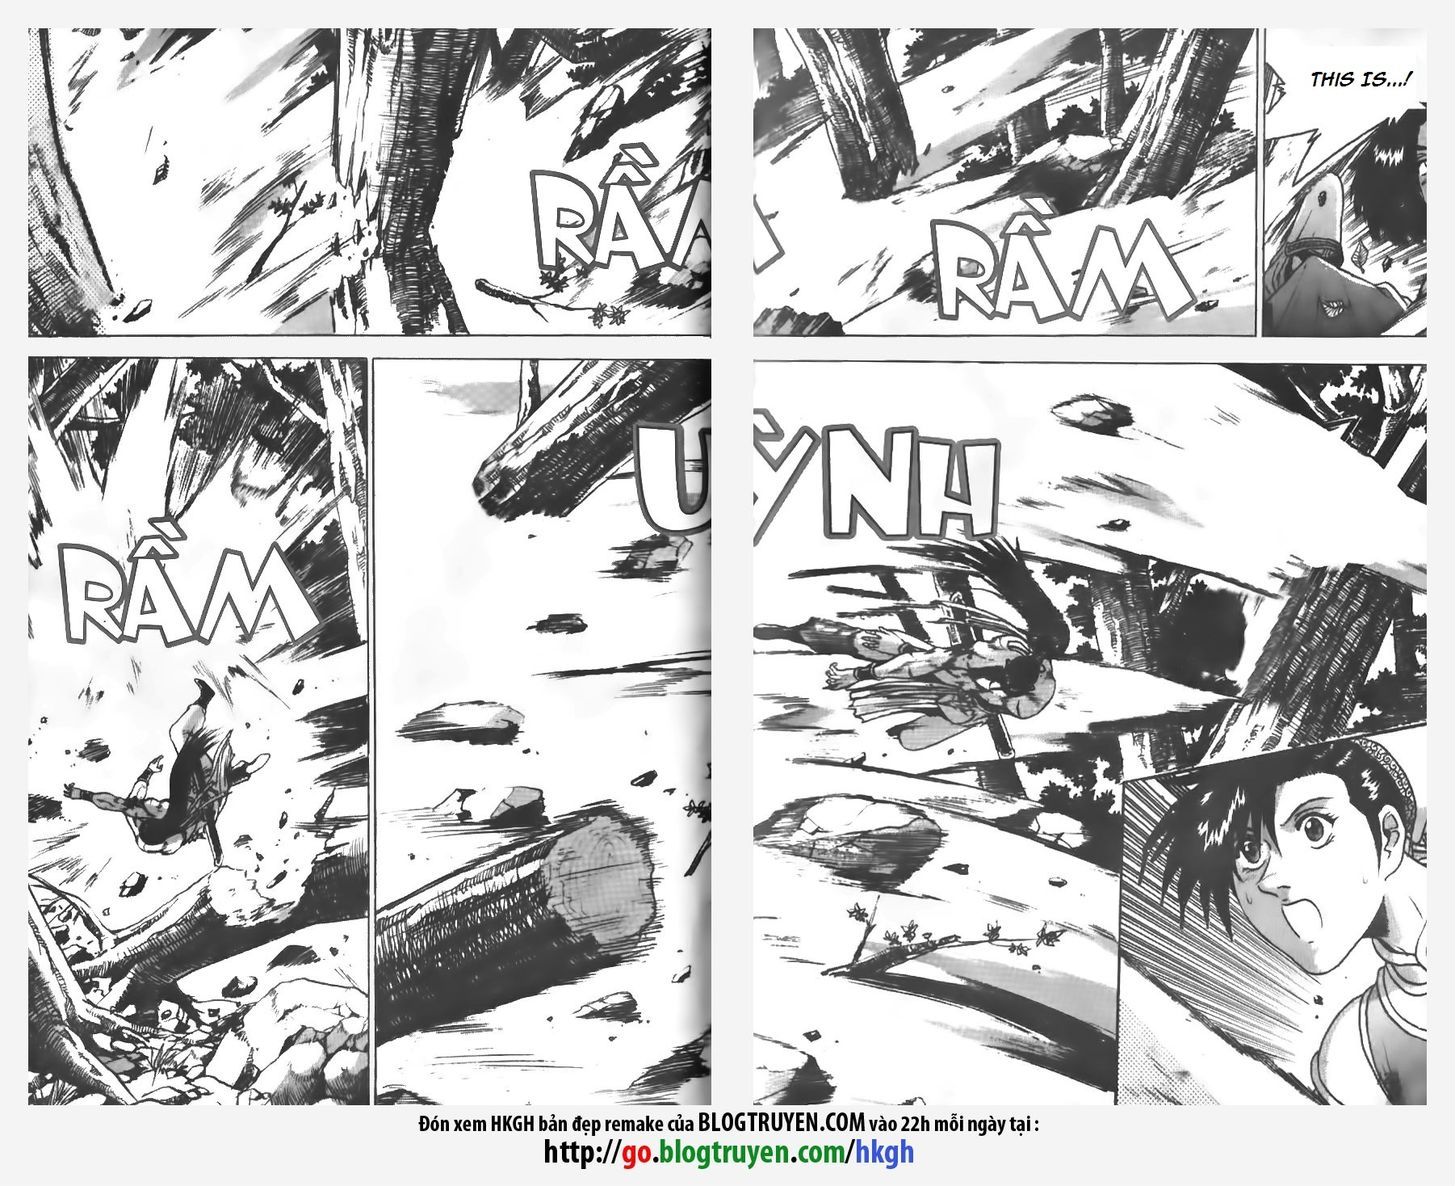 RẦM
RẦM
THIS IS...!
RẦM
UỲNH
Đón xem HKGH bản đẹp remake của BLOGTRUYEN.COM vào 22h mỗi ngày tại :
http://go.blogtruyen.com/hkgh